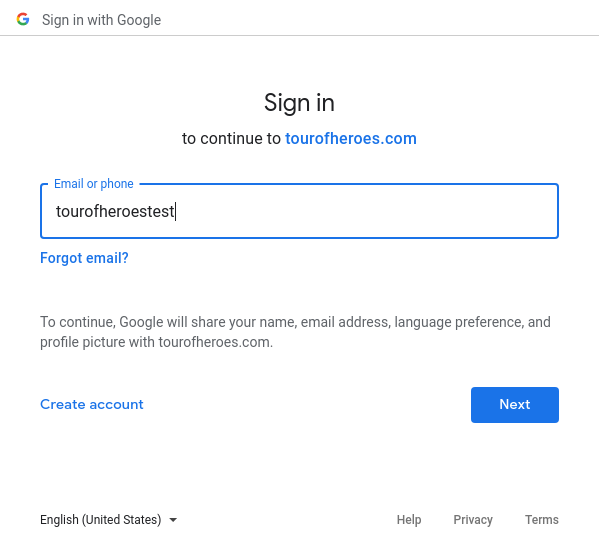 Sign in with Google
Sign in
to continue to tourofheroes.com
Email or phone
tourofheroestest
Forgot email?
To continue, Google will share your name, email address, language preference, and
profile picture with tourofheroes.com.
Create account
Next
English (United States)
Help
Privacy
Terms